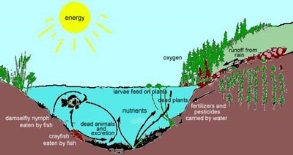 energy
oxygen
runoff from
rain
larvae feed on plants
dead plants
nutrients
damselfly nymph
eaten by fish
dead animals
and
excretion
crayfish
eaten by fish
fertilizers and
pesticides
carried by water